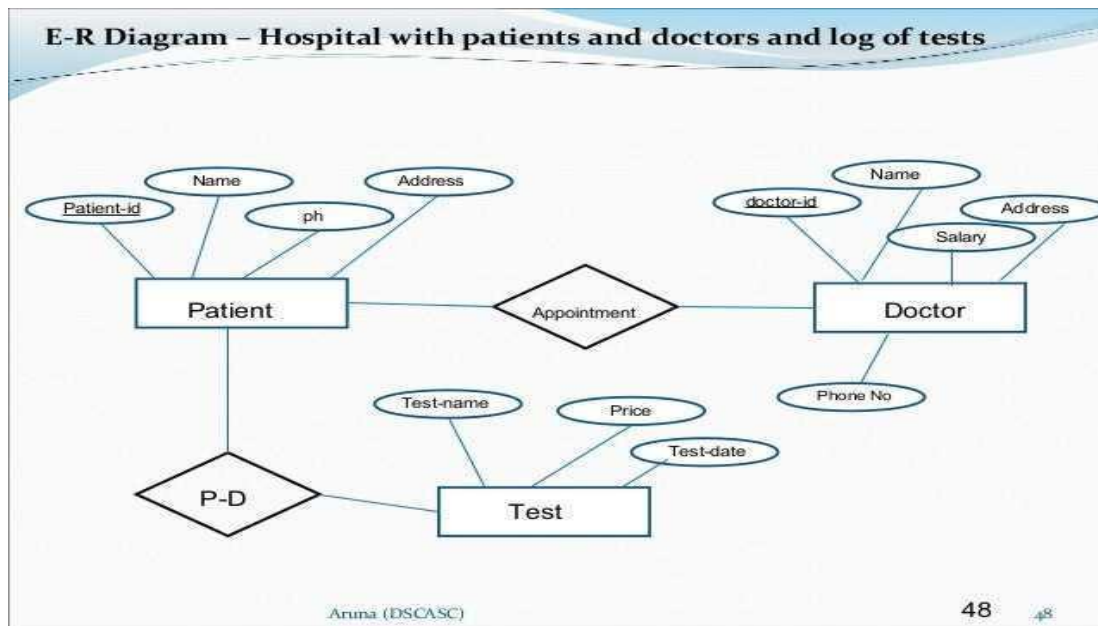 E-R Diagram – Hospital with patients and doctors and log of tests
Name
Address
Patient-id
ph
Name
doctor-id
Address
Salary
Patient
Appointment
Doctor
Phone No
Test-name
Price
Test-date
P-D
Test
Aruna (DSCASC)
48
48